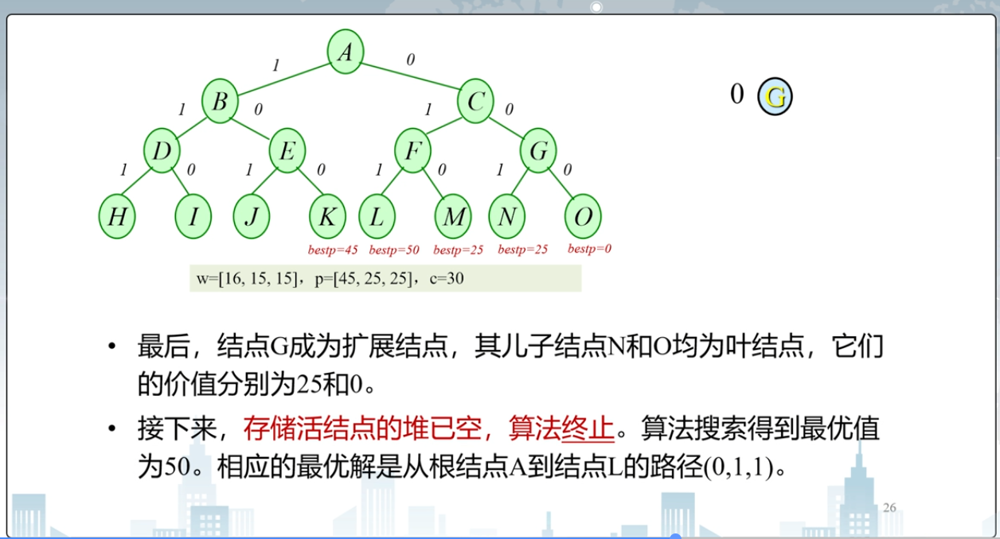 A
1 0
B C
1 0 1 0
D E F G
1 0 1 0 1 0 1 0
H I J K L M N O
bestp=45 bestp=50 bestp=25 bestp=25 bestp=0
0 G
w=[16, 15, 15], p=[45, 25, 25], c=30
• 最后，结点G成为扩展结点，其儿子结点N和O均为叶结点，它们
的价值分别为25和0。
• 接下来，存储活结点的堆已空，算法终止。算法搜索得到最优值
为50。相应的最优解是从根结点A到结点L的路径(0,1,1)。
26